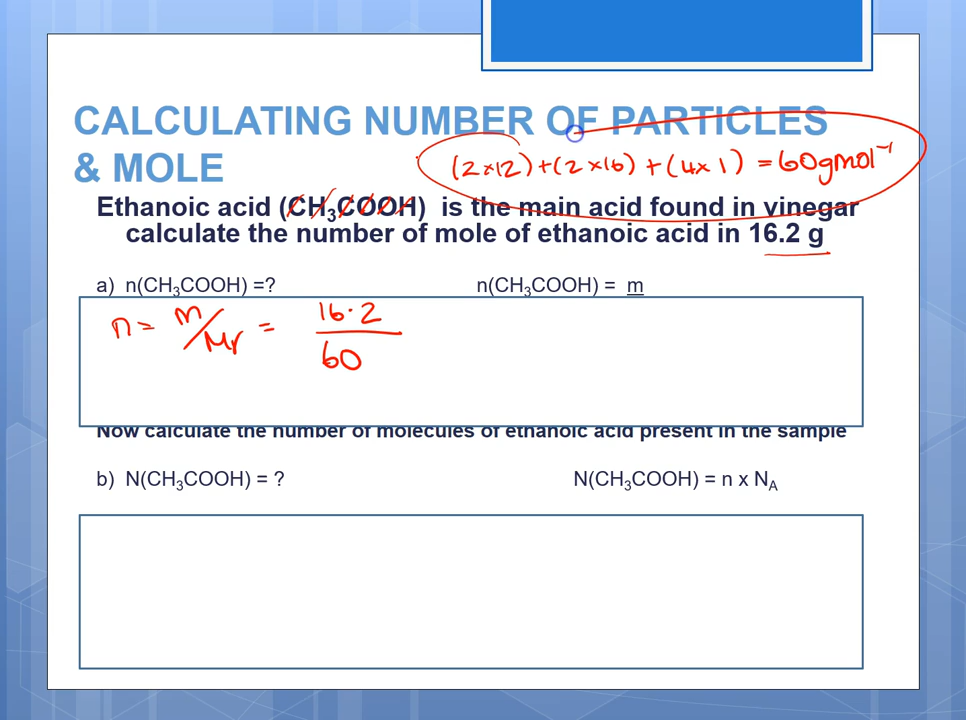 CALCULATING NUMBER OF PARTICLES
& MOLE
(2×12)+(2×16)+(4×1) = 60gmol⁻¹
Ethanoic acid (CH₃COOH) is the main acid found in vinegar
calculate the number of mole of ethanoic acid in 16.2 g
a) n(CH₃COOH) =? n(CH₃COOH) = m
n = m/Mr = 16.2/60
Now calculate the number of molecules of ethanoic acid present in the sample
b) N(CH₃COOH) = ? N(CH₃COOH) = n x N_A